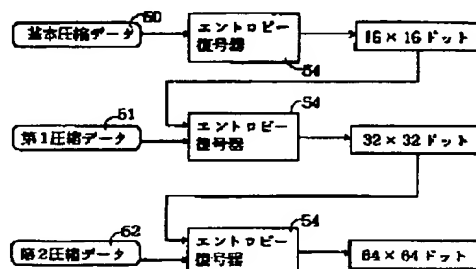 50
基本圧縮データ
エントロピー
復号器
54
16×16ドット
51
第1圧縮データ
54
エントロピー
復号器
32×32ドット
52
第2圧縮データ
54
エントロピー
復号器
64×64ドット